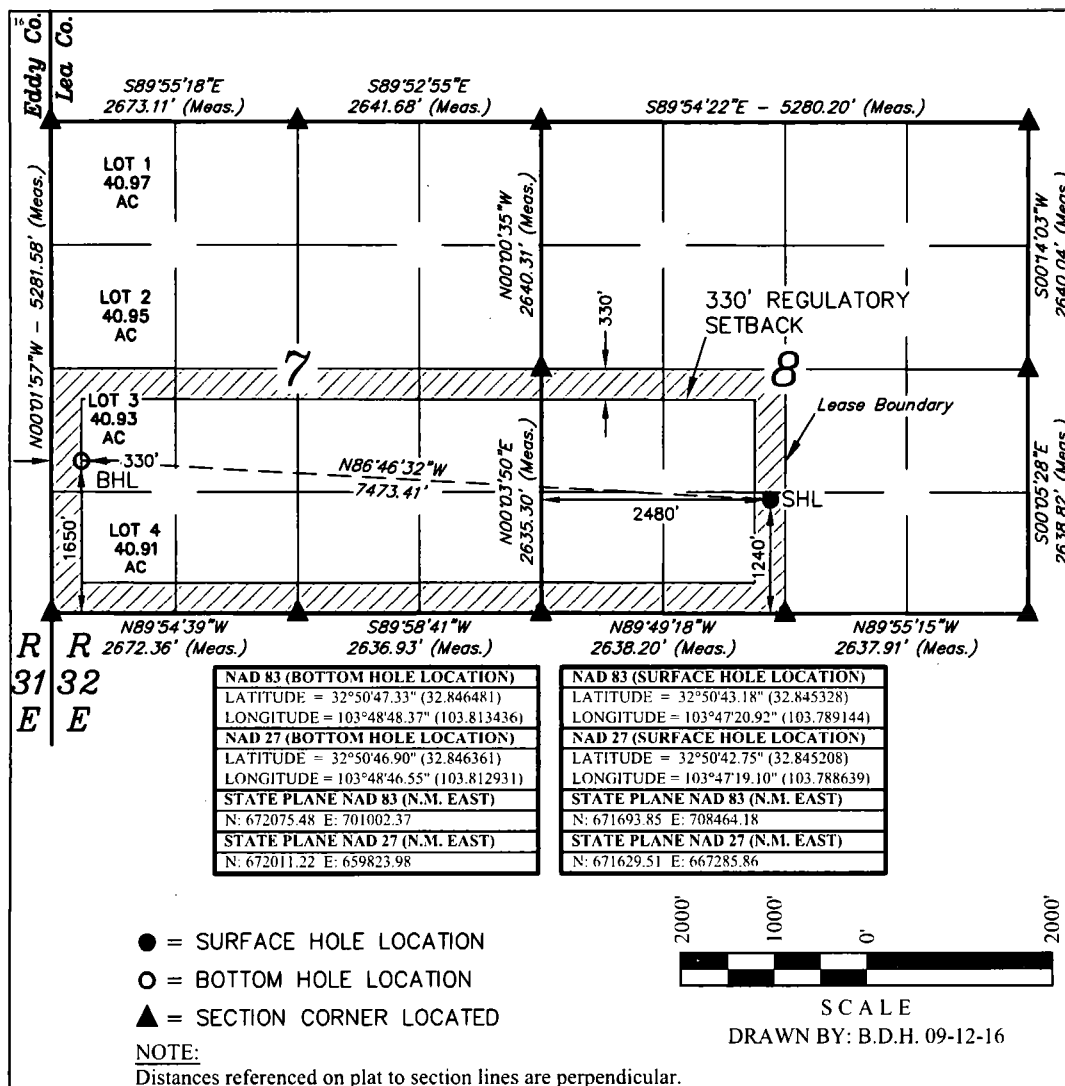 16
Eddy Co.
Lea Co.
S89°55'18"E
2673.11' (Meas.)
S89°52'55"E
2641.68' (Meas.)
S89°54'22"E - 5280.20' (Meas.)
LOT 1
40.97
AC
N00°01'57"W - 5281.58' (Meas.)
N00°00'35"W
2640.31' (Meas.)
S00°14'03"W
2640.04' (Meas.)
LOT 2
40.95
AC
330'
330' REGULATORY
SETBACK
7
8
LOT 3
40.93
AC
Lease Boundary
330'
BHL
N86°46'32"W
7473.41'
N00°03'50"E
2635.30' (Meas.)
S00°05'28"E
2638.82' (Meas.)
SHL
2480'
1650'
LOT 4
40.91
AC
1240'
N89°54'39"W
2672.36' (Meas.)
S89°58'41"W
2636.93' (Meas.)
N89°49'18"W
2638.20' (Meas.)
N89°55'15"W
2637.91' (Meas.)
R R
31 32
E E
NAD 83 (BOTTOM HOLE LOCATION)
LATITUDE = 32°50'47.33" (32.846481)
LONGITUDE = 103°48'48.37" (103.813436)
NAD 27 (BOTTOM HOLE LOCATION)
LATITUDE = 32°50'46.90" (32.846361)
LONGITUDE = 103°48'46.55" (103.812931)
STATE PLANE NAD 83 (N.M. EAST)
N: 672075.48 E: 701002.37
STATE PLANE NAD 27 (N.M. EAST)
N: 672011.22 E: 659823.98
NAD 83 (SURFACE HOLE LOCATION)
LATITUDE = 32°50'43.18" (32.845328)
LONGITUDE = 103°47'20.92" (103.789144)
NAD 27 (SURFACE HOLE LOCATION)
LATITUDE = 32°50'42.75" (32.845208)
LONGITUDE = 103°47'19.10" (103.788639)
STATE PLANE NAD 83 (N.M. EAST)
N: 671693.85 E: 708464.18
STATE PLANE NAD 27 (N.M. EAST)
N: 671629.51 E: 667285.86
= SURFACE HOLE LOCATION
= BOTTOM HOLE LOCATION
= SECTION CORNER LOCATED
2000' 1000' 0' 2000'
SCALE
DRAWN BY: B.D.H. 09-12-16
NOTE:
Distances referenced on plat to section lines are perpendicular.